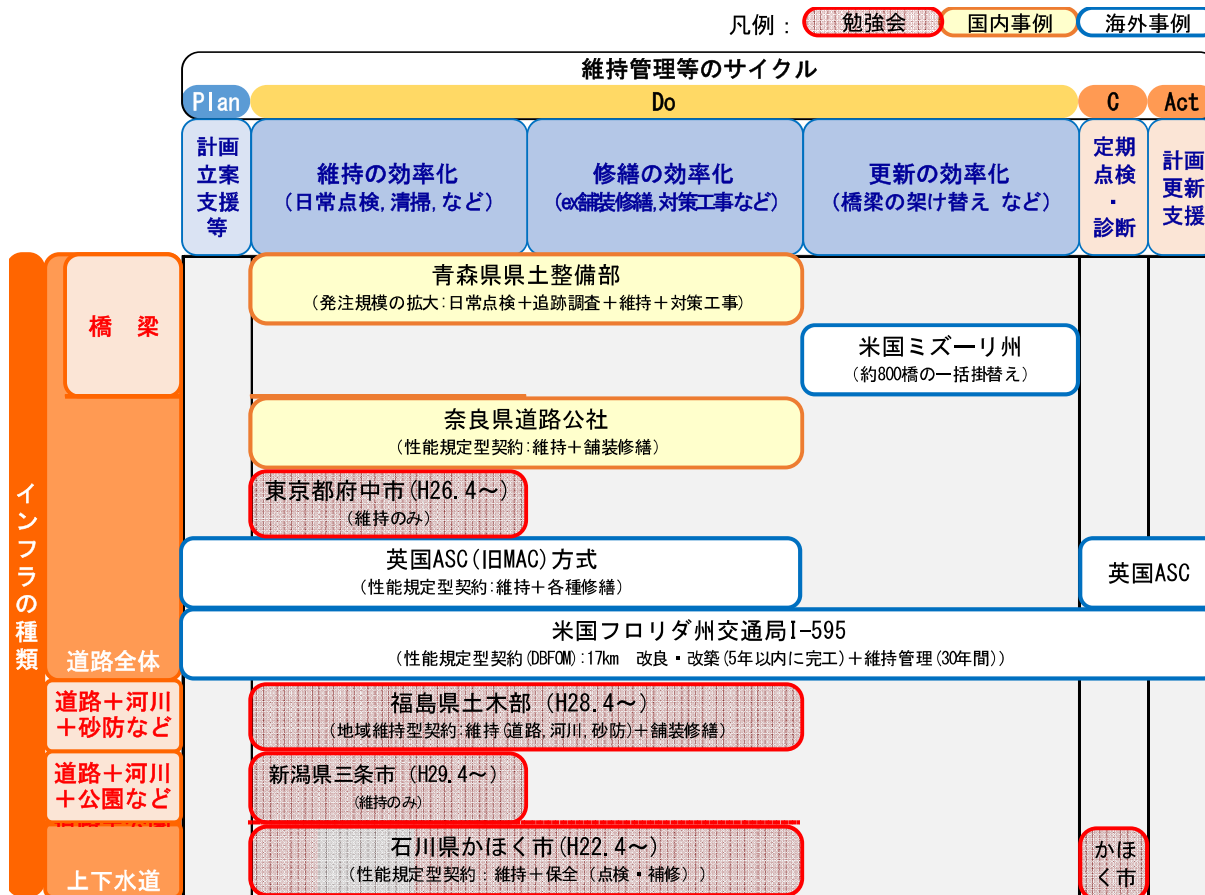 凡例：
勉強会
国内事例
海外事例
維持管理等のサイクル
Plan
Do
C
Act
計画
立案
支援
等
維持の効率化
（日常点検,清掃,など）
修繕の効率化
（ex舗装修繕,対策工事など）
更新の効率化
（橋梁の架け替え など）
定期
点検
・
診断
計画
更新
支援
インフラの種類
橋 梁
青森県県土整備部
（発注規模の拡大：日常点検＋追跡調査＋維持＋対策工事）
米国ミズーリ州
（約800橋の一括掛替え）
奈良県道路公社
（性能規定型契約：維持＋舗装修繕）
東京都府中市(H26.4～)
（維持のみ）
英国ASC(旧MAC)方式
（性能規定型契約：維持＋各種修繕）
英国ASC
道路全体
米国フロリダ州交通局I-595
（性能規定型契約(DBFOM)：17km 改良・改築(5年以内に完工)＋維持管理(30年間)）
道路＋河川
＋砂防など
福島県土木部 (H28.4～)
（地域維持型契約：維持(道路,河川,砂防)＋舗装修繕）
道路＋河川
＋公園など
新潟県三条市 (H29.4～)
（維持のみ）
上下水道
石川県かほく市(H22.4～)
（性能規定型契約：維持＋保全（点検・補修））
かほ
く市